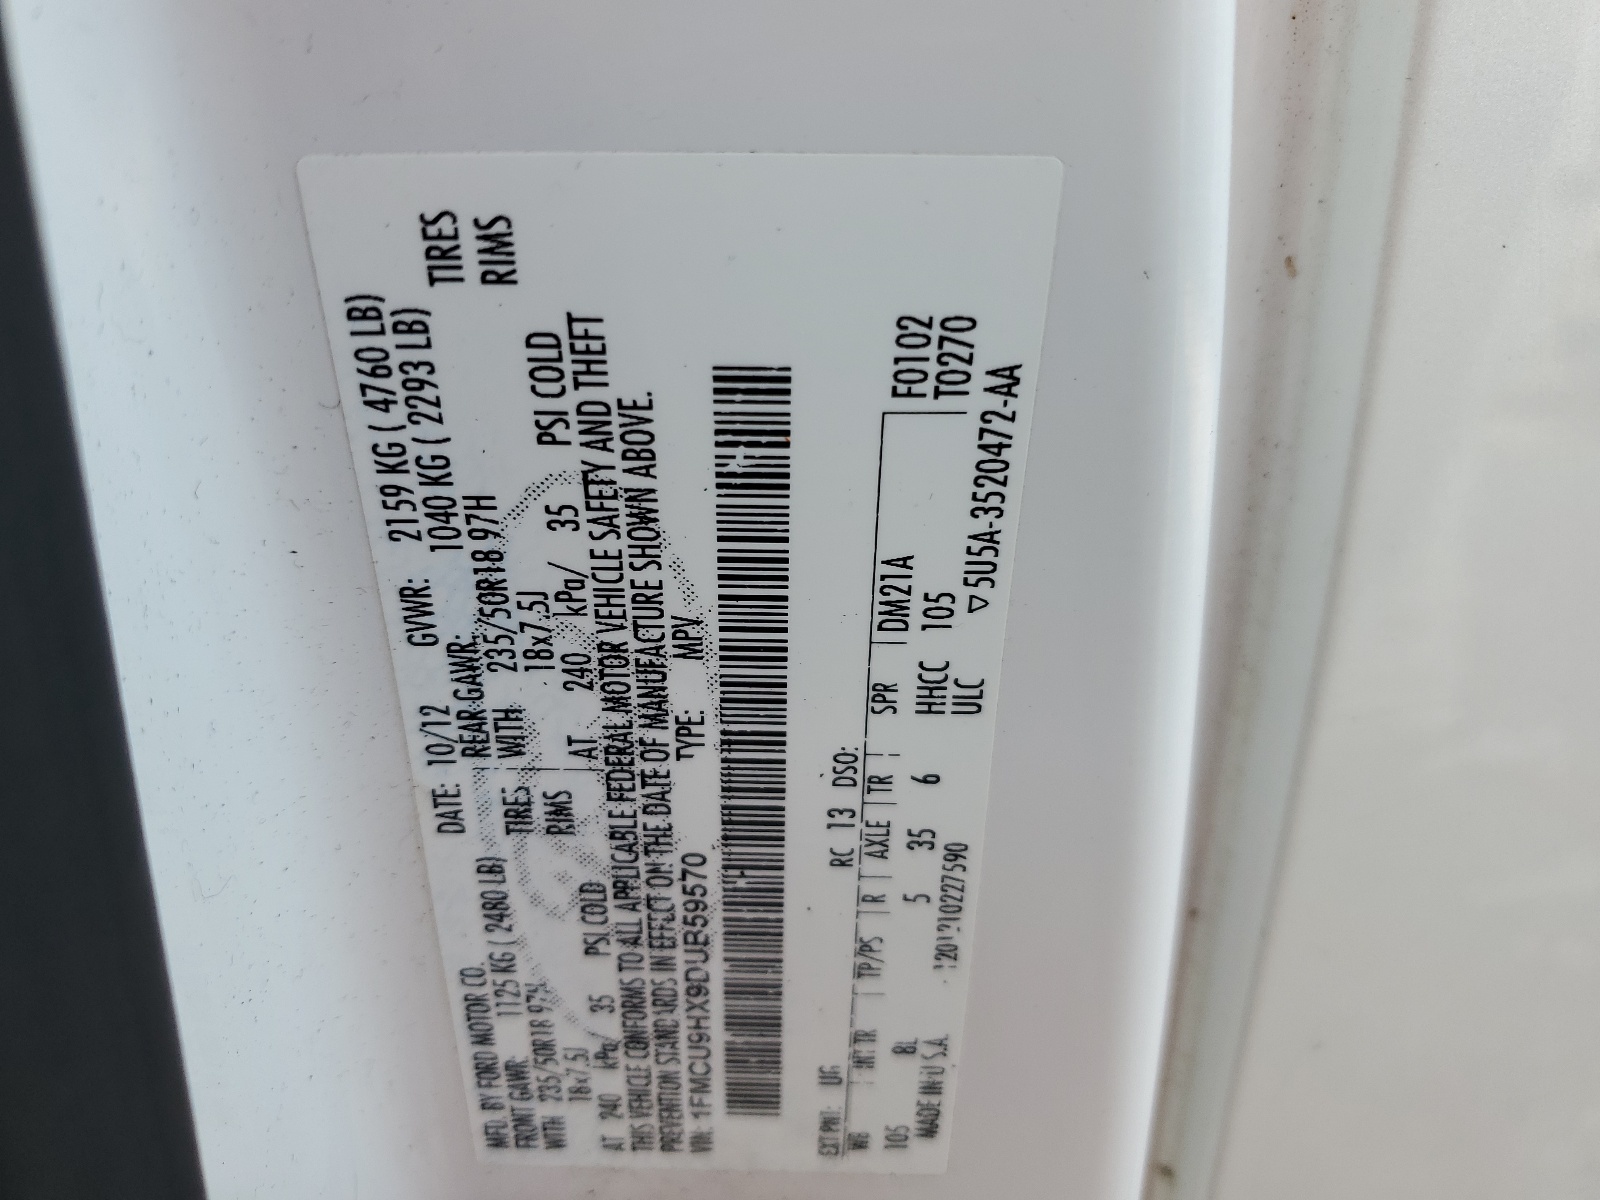 MFD. BY FORD MOTOR CO. DATE: 10/12 GVWR: 2159 KG ( 4760 LB)
FRONT GAWR: 1125 KG ( 2480 LB) REAR GAWR: 1040 KG ( 2293 LB)
WITH 235/50R18 97H TIRES WITH 235/50R18 97H TIRES
18x7.5J RIMS 18x7.5J RIMS
AT 240 kPa/ 35 PSI COLD AT 240 kPa/ 35 PSI COLD
THIS VEHICLE CONFORMS TO ALL APPLICABLE FEDERAL MOTOR VEHICLE SAFETY AND THEFT
PREVENTION STANDARDS IN EFFECT ON THE DATE OF MANUFACTURE SHOWN ABOVE.
VIN: 1FMCU9HX9DUB59570 TYPE: MPV
EXT PNT: UG RC 13 DSO: F0102
WB INT TR TP/PS R AXLE TR SPR DM21A T0270
105 8L 5 35 6 HHCC 105
MADE IN U.S.A. 201210227590 ULC ▽5U5A-3520472-AA